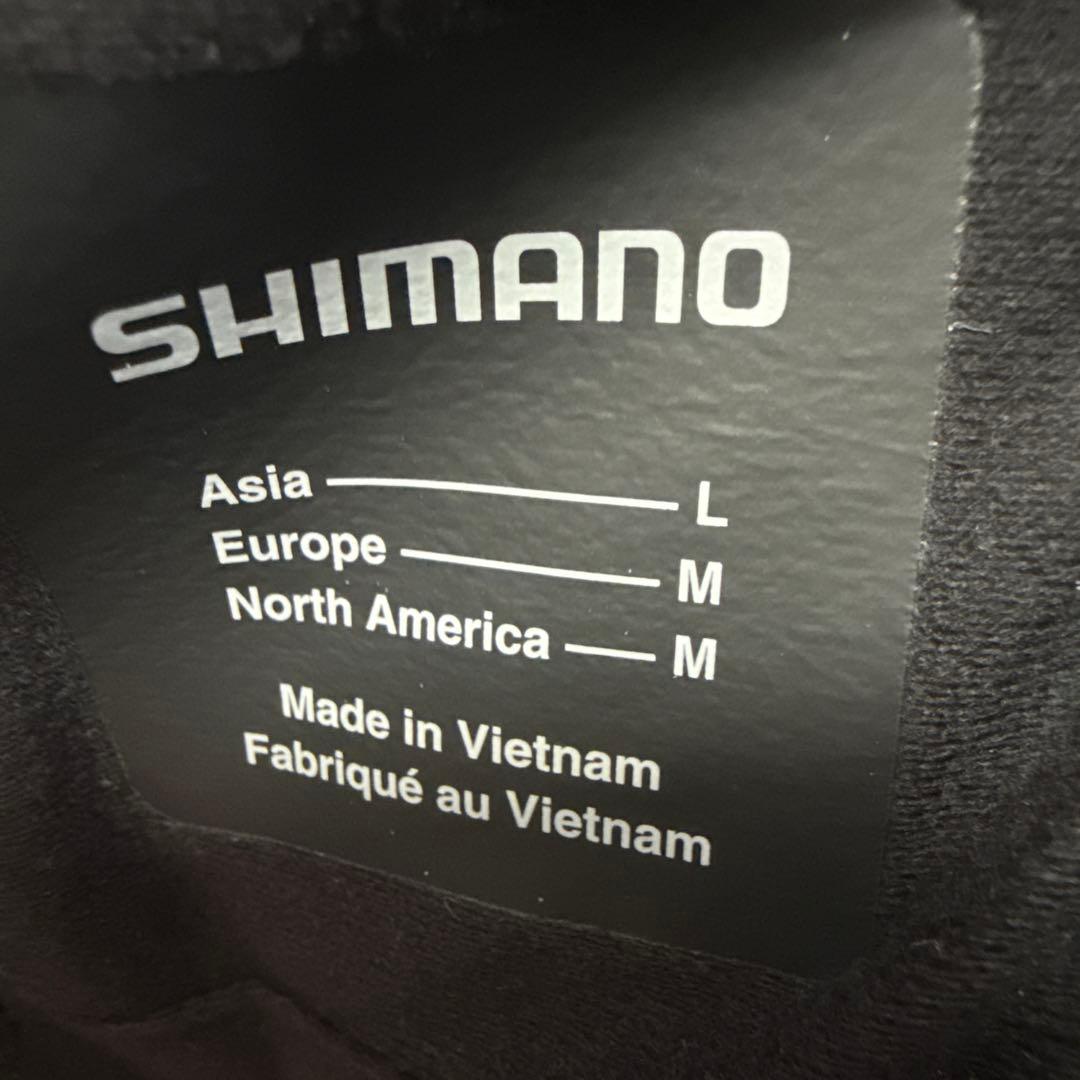 SHIMANO
Asia — L
Europe — M
North America — M
Made in Vietnam
Fabriqué au Vietnam